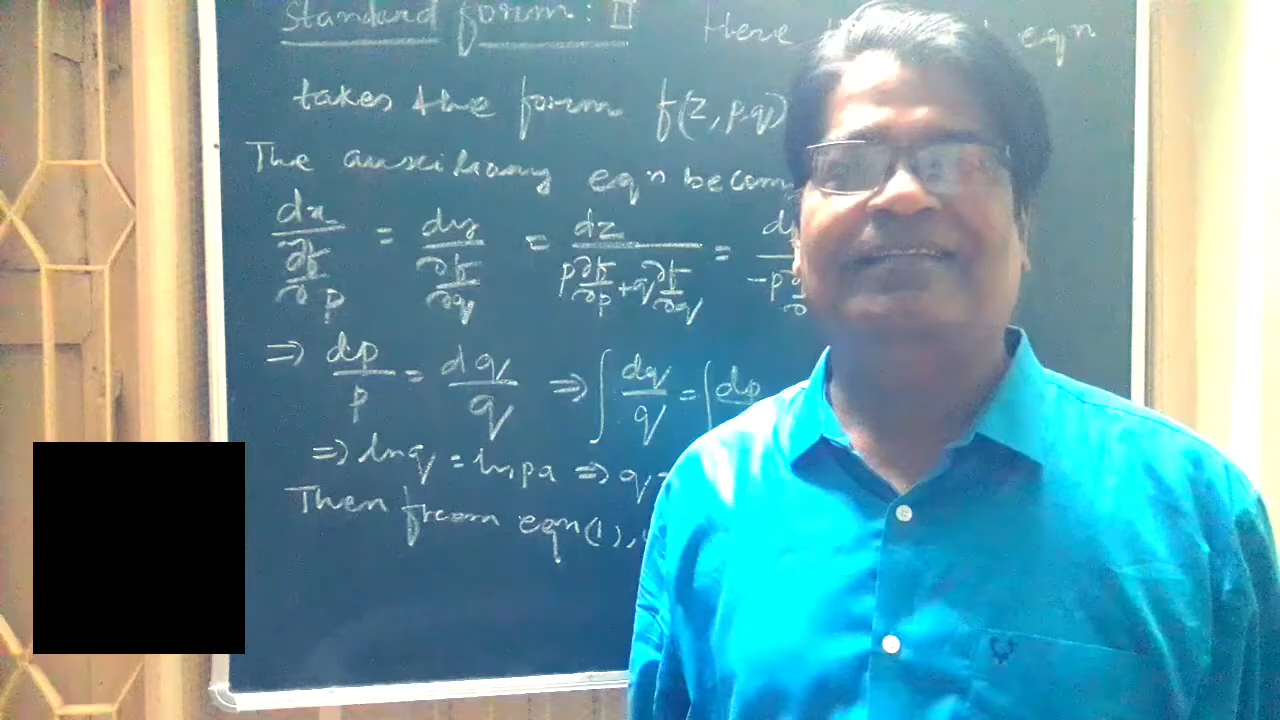 Standard form: II Here eqn
takes the form f(z, p, q)
The auxiliary eqn becom
dx/(∂f/∂p) = dy/(∂f/∂q) = dz/(p ∂f/∂p + q ∂f/∂q) = d /(-p ∂
⇒ dp/p = dq/q ⇒ ∫ dq/q = ∫ dp
⇒ ln q = ln pa ⇒ q =
Then from eqn (1),